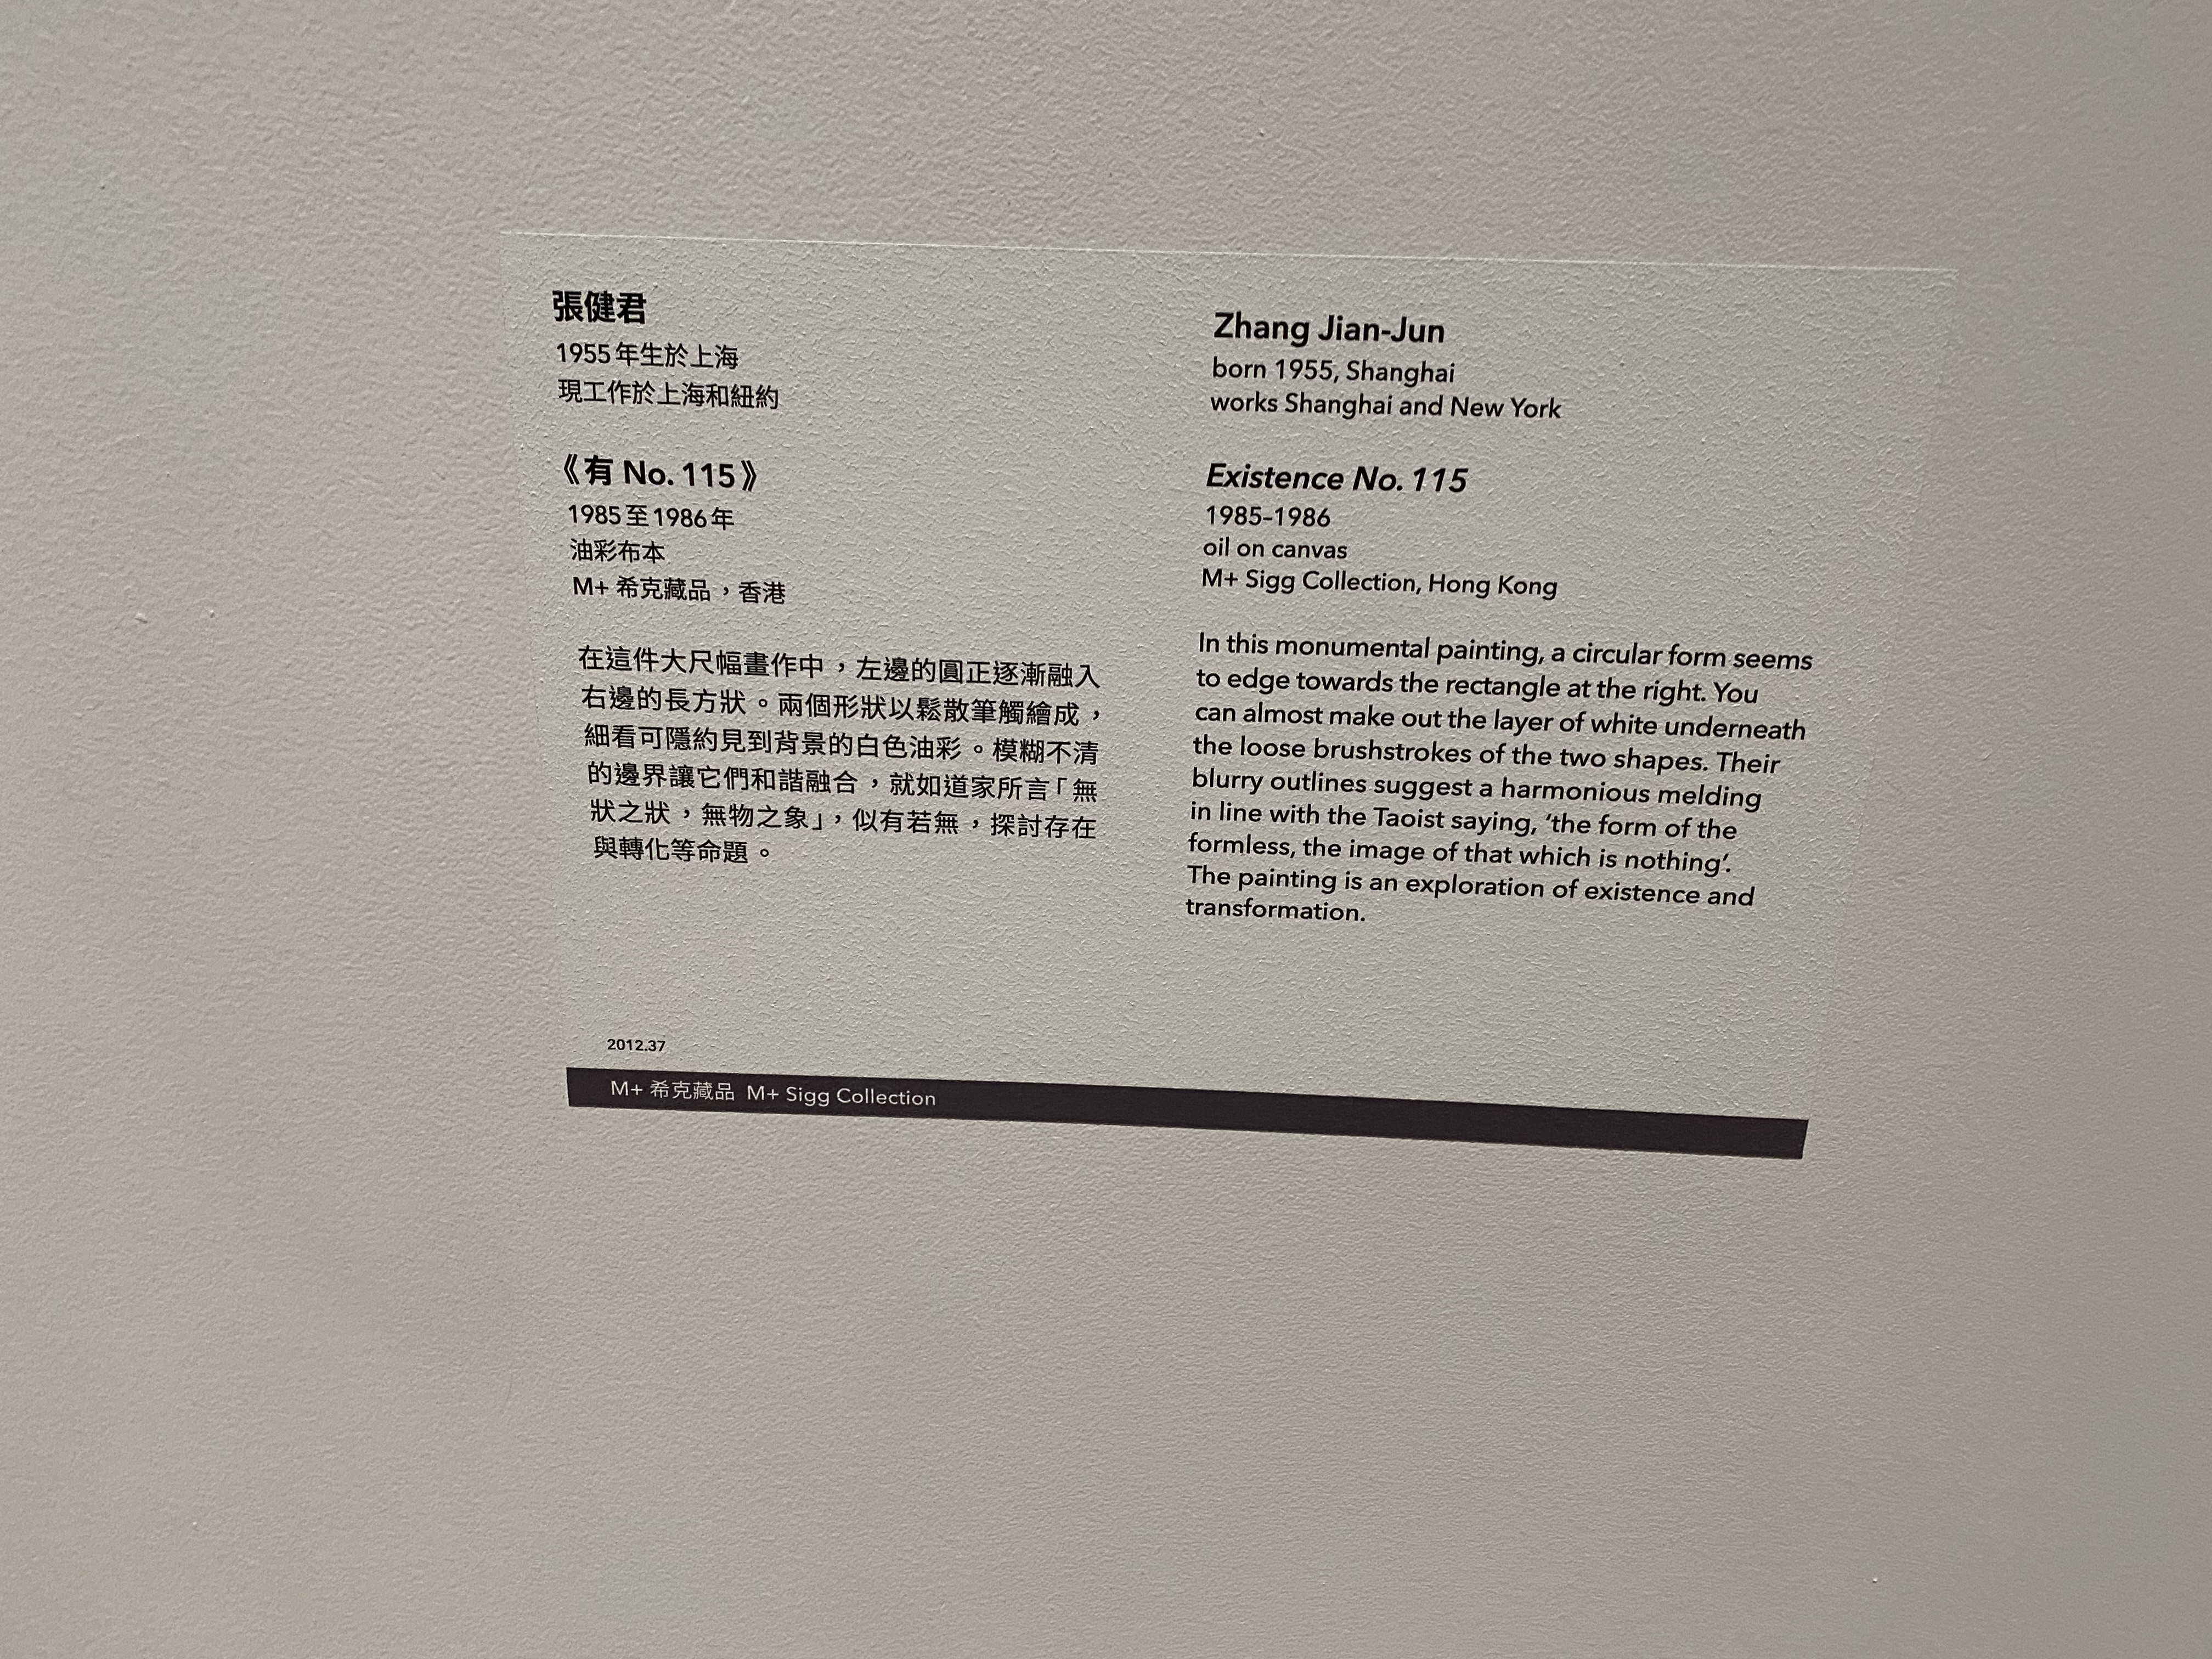 張健君
1955年生於上海
現工作於上海和紐約
《有 No. 115》
1985至1986年
油彩布本
M+ 希克藏品，香港
在這件大尺幅畫作中，左邊的圓正逐漸融入
右邊的長方狀。兩個形狀以鬆散筆觸繪成，
細看可隱約見到背景的白色油彩。模糊不清
的邊界讓它們和諧融合，就如道家所言「無
狀之狀，無物之象」，似有若無，探討存在
與轉化等命題。
Zhang Jian-Jun
born 1955, Shanghai
works Shanghai and New York
Existence No. 115
1985–1986
oil on canvas
M+ Sigg Collection, Hong Kong
In this monumental painting, a circular form seems
to edge towards the rectangle at the right. You
can almost make out the layer of white underneath
the loose brushstrokes of the two shapes. Their
blurry outlines suggest a harmonious melding
in line with the Taoist saying, ‘the form of the
formless, the image of that which is nothing’.
The painting is an exploration of existence and
transformation.
2012.37
M+ 希克藏品 M+ Sigg Collection